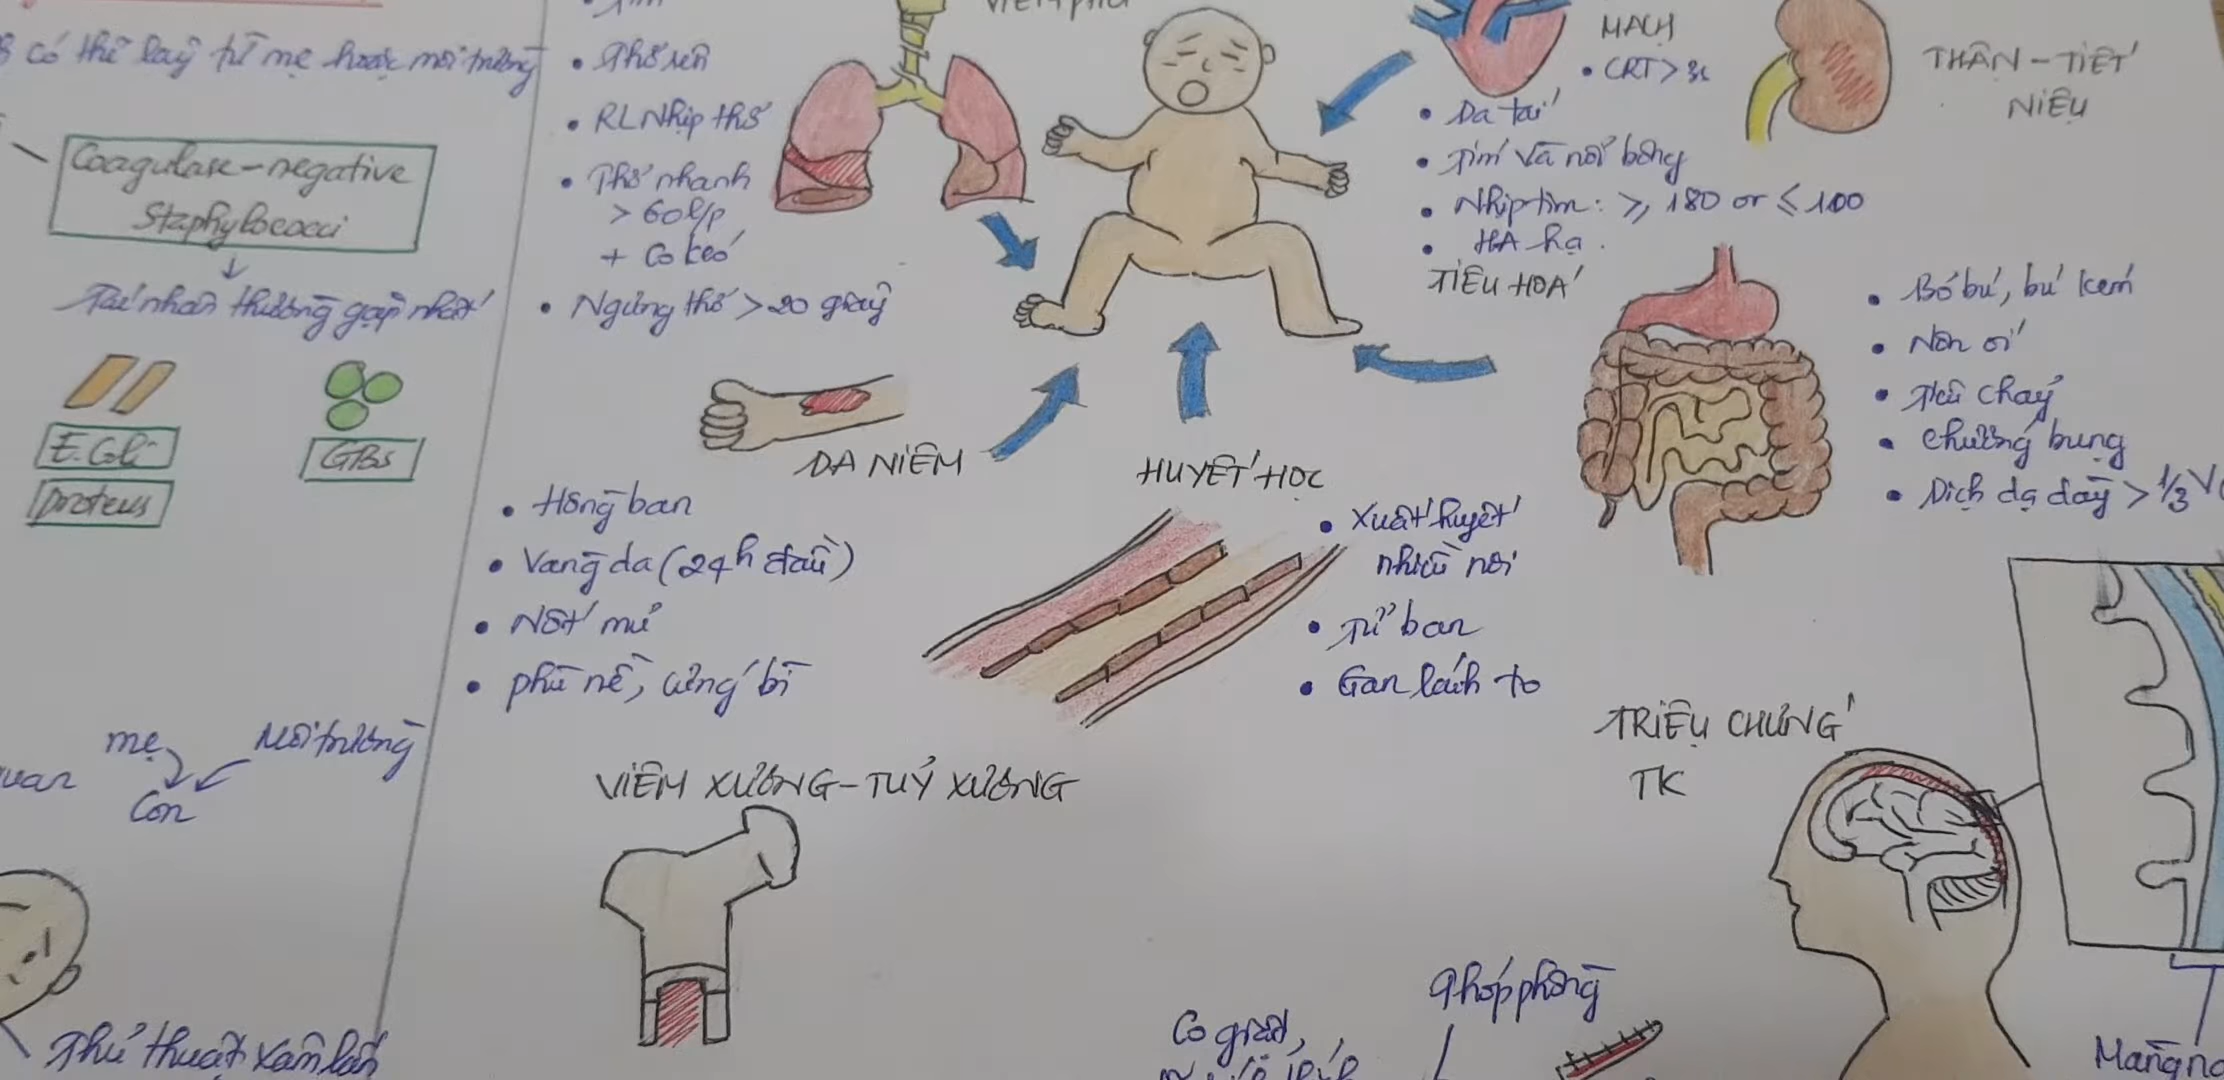 có thể lây từ mẹ hoặc môi trường
Coagulase-negative
Staphylococci
↓
Tác nhân thường gặp nhất
E.Coli
Proteus
GBS
mẹ
Môi trường
Con
Thủ thuật xâm lấn
• Tím
• Thở rên
• RL Nhịp thở
• Thở nhanh
> 60l/p
+ Co kéo
• Ngưng thở > 20 giây
MẠCH
• CRT > 3s
• Da tái
• Tím và nổi bông
• Nhịp tim: ≥ 180 or ≤ 100
• HA hạ.
THẬN - TIẾT
NIỆU
TIÊU HOÁ
• Bỏ bú, bú kém
• Nôn ói
• Tiêu chảy
• Chướng bụng
• Dịch dạ dày > 1/3
DA NIÊM
• Hồng ban
• Vàng da (24h đầu)
• Nốt mủ
• phù nề, cứng bì
HUYẾT HỌC
• Xuất huyết
nhiều nơi
• Tử ban
• Gan lách to
VIÊM XƯƠNG - TUỶ XƯƠNG
TRIỆU CHỨNG
TK
Co giật,
Thóp phồng
Màng